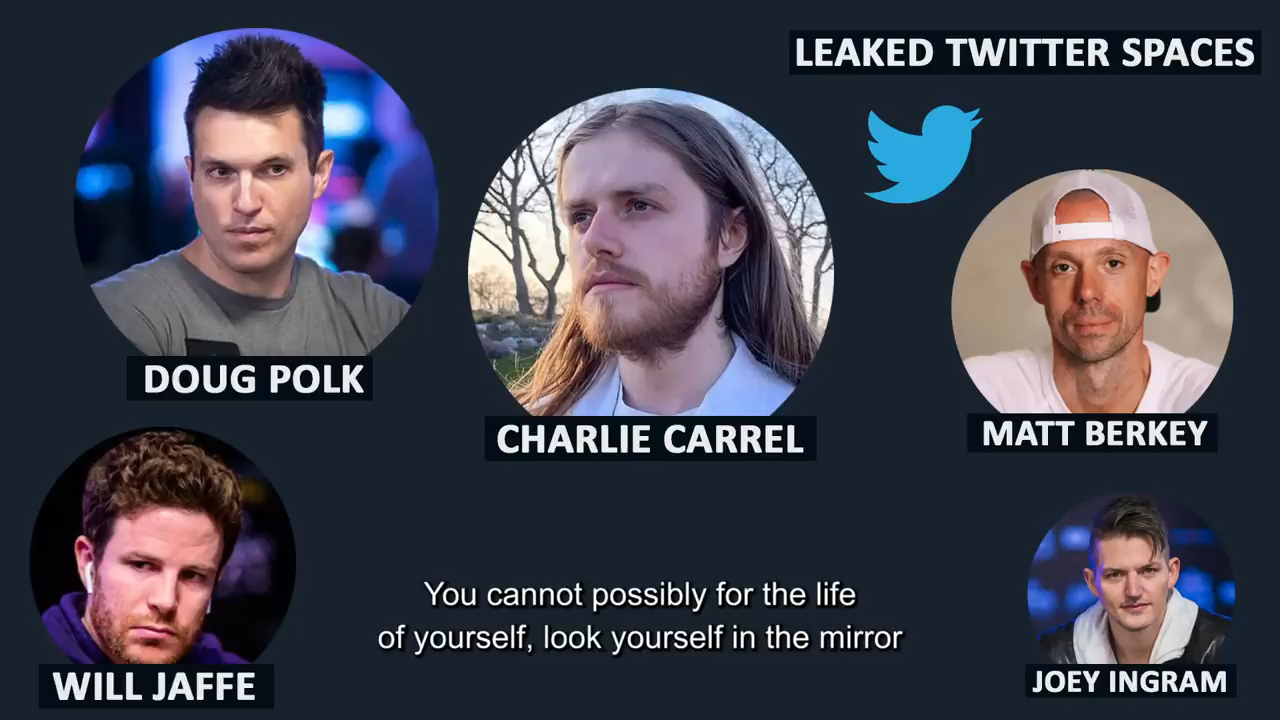 LEAKED TWITTER SPACES
DOUG POLK
CHARLIE CARREL
MATT BERKEY
You cannot possibly for the life
of yourself, look yourself in the mirror
WILL JAFFE
JOEY INGRAM